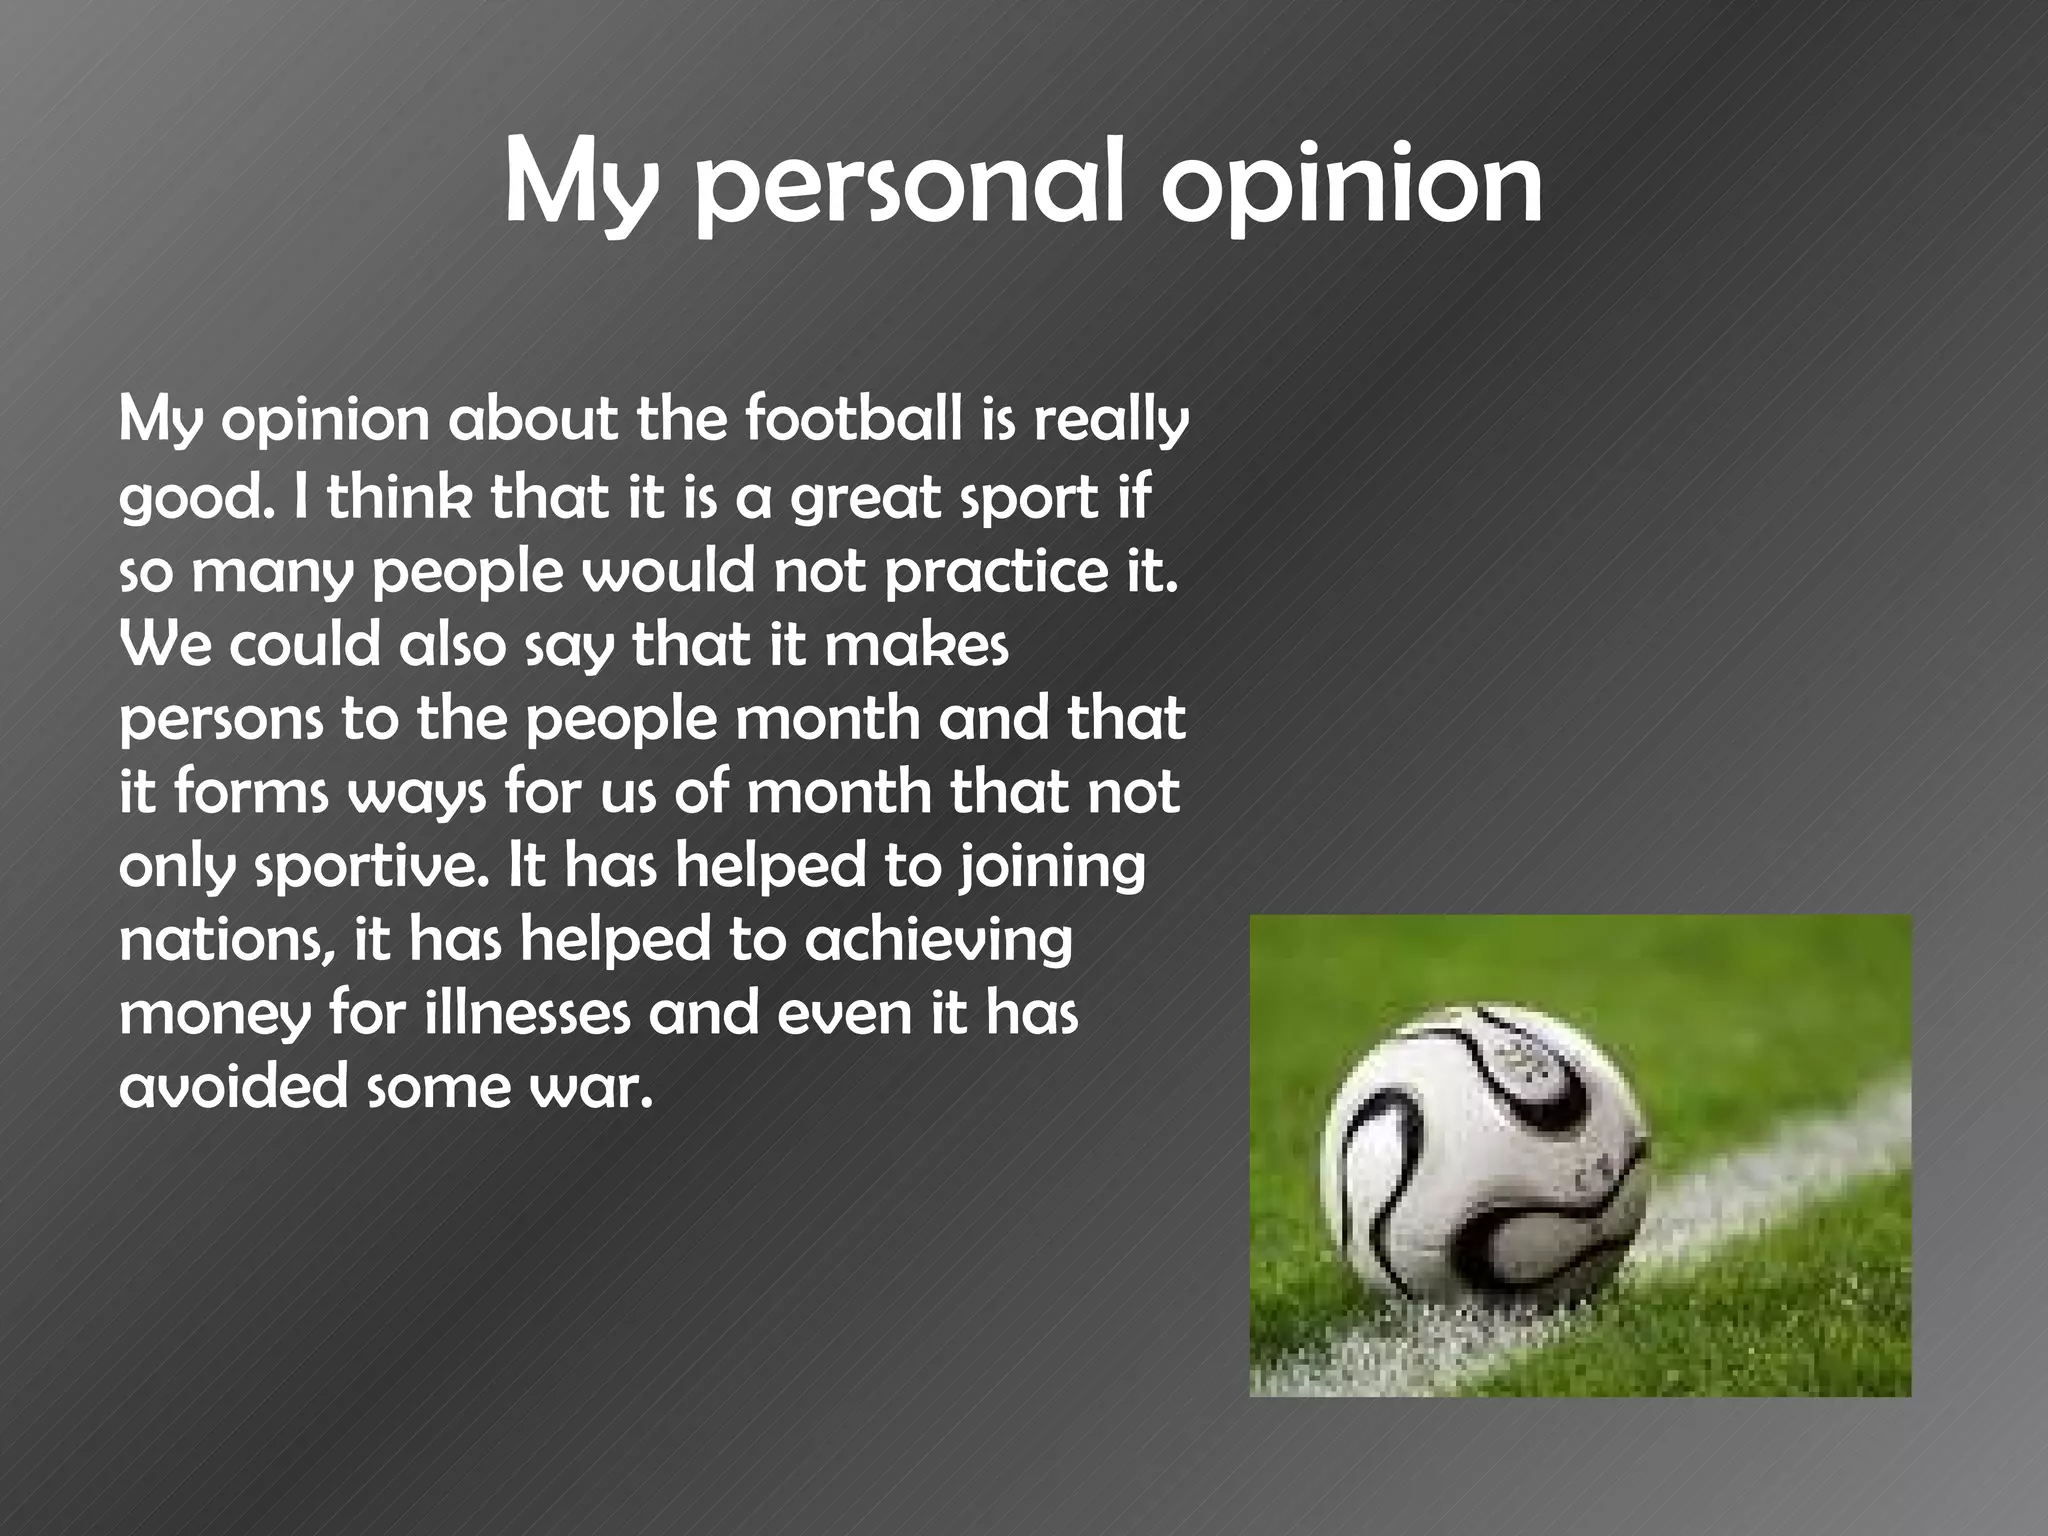 My personal opinion
My opinion about the football is really
good. I think that it is a great sport if
so many people would not practice it.
We could also say that it makes
persons to the people month and that
it forms ways for us of month that not
only sportive. It has helped to joining
nations, it has helped to achieving
money for illnesses and even it has
avoided some war.